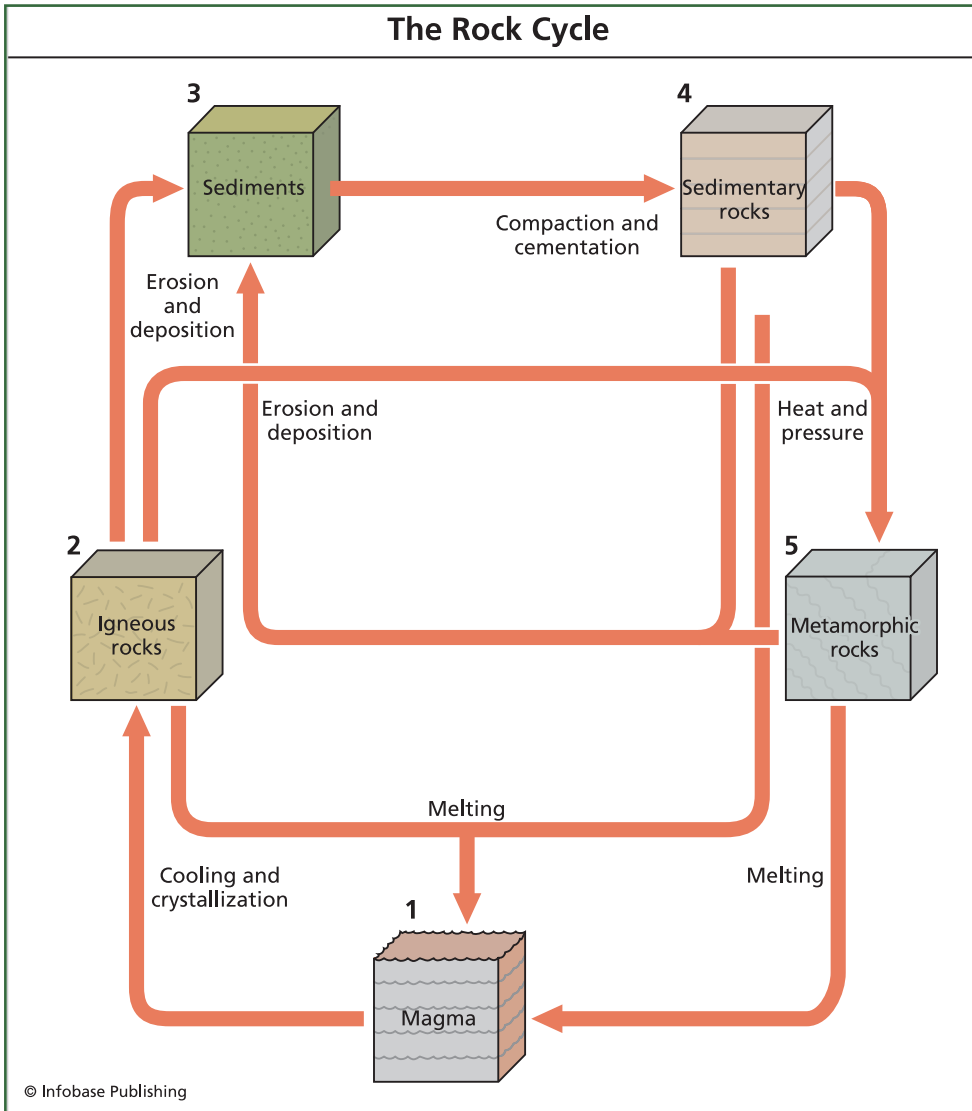 The Rock Cycle
3
4
Sediments
Sedimentary
rocks
Compaction and
cementation
Erosion
and
deposition
Erosion and
deposition
Heat and
pressure
2
5
Igneous
rocks
Metamorphic
rocks
Melting
Cooling and
crystallization
Melting
1
Magma
© Infobase Publishing